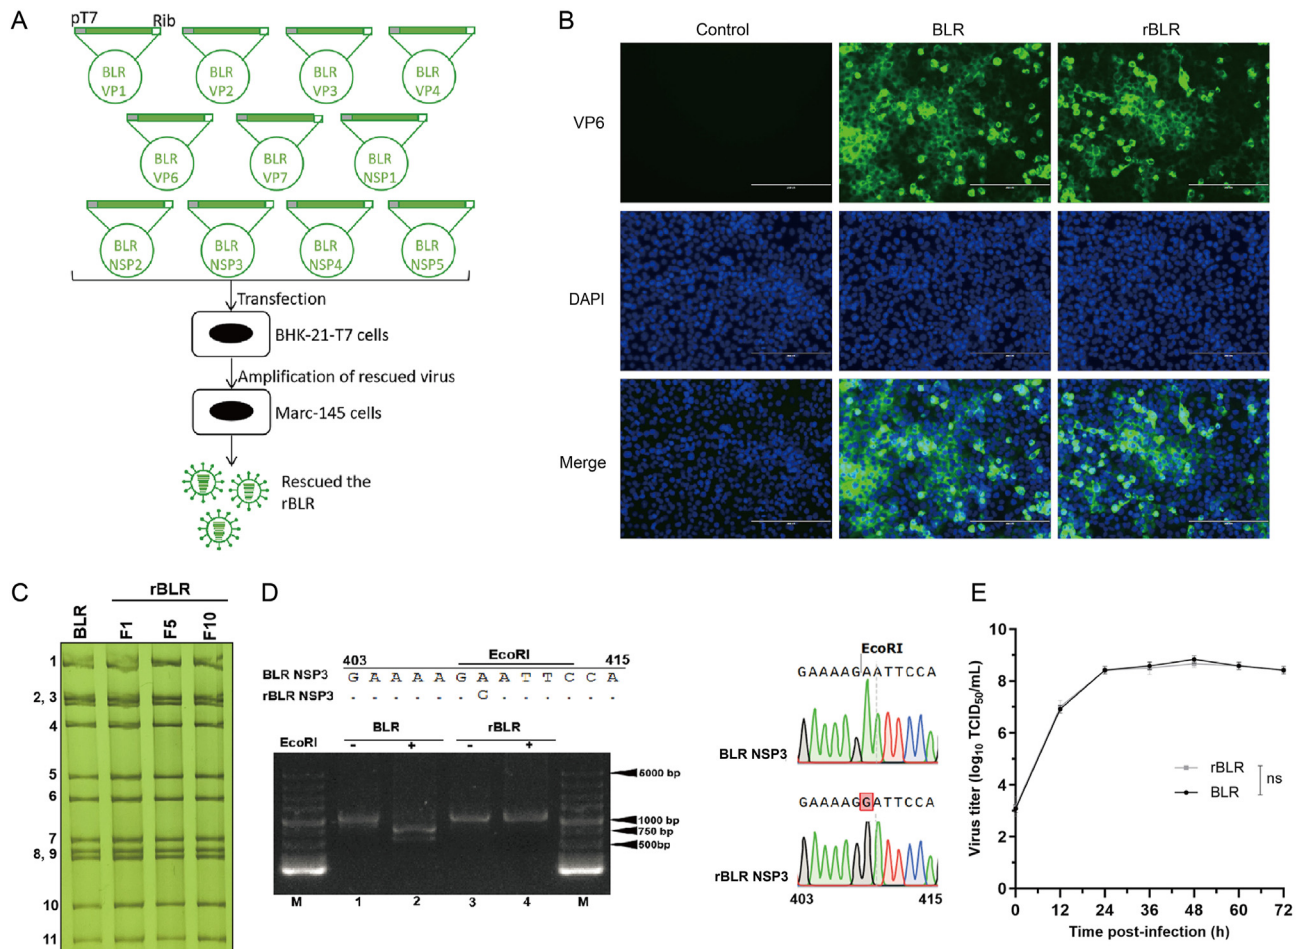 A
pT7
Rib
BLR
VP1
BLR
VP2
BLR
VP3
BLR
VP4
BLR
VP6
BLR
VP7
BLR
NSP1
BLR
NSP2
BLR
NSP3
BLR
NSP4
BLR
NSP5
Transfection
BHK-21-T7 cells
Amplification of rescued virus
Marc-145 cells
Rescued the
rBLR
B
Control
BLR
rBLR
VP6
DAPI
Merge
C
rBLR
BLR
F1
F5
F10
1
2, 3
4
5
6
7
8, 9
10
11
D
403
EcoRI
415
BLR NSP3
G A A A A G A A T T C C A
rBLR NSP3
- - - - - - G - - - - - -
BLR
rBLR
EcoRI
-
+
-
+
5000 bp
1000 bp
750 bp
500bp
M
1
2
3
4
M
EcoRI
GAAAAGAATTCCA
BLR NSP3
GAAAAGGATTCCA
rBLR NSP3
403
415
E
Virus titer (log10 TCID50/mL)
10
8
6
4
2
0
rBLR
BLR
ns
0
12
24
36
48
60
72
Time post-infection (h)